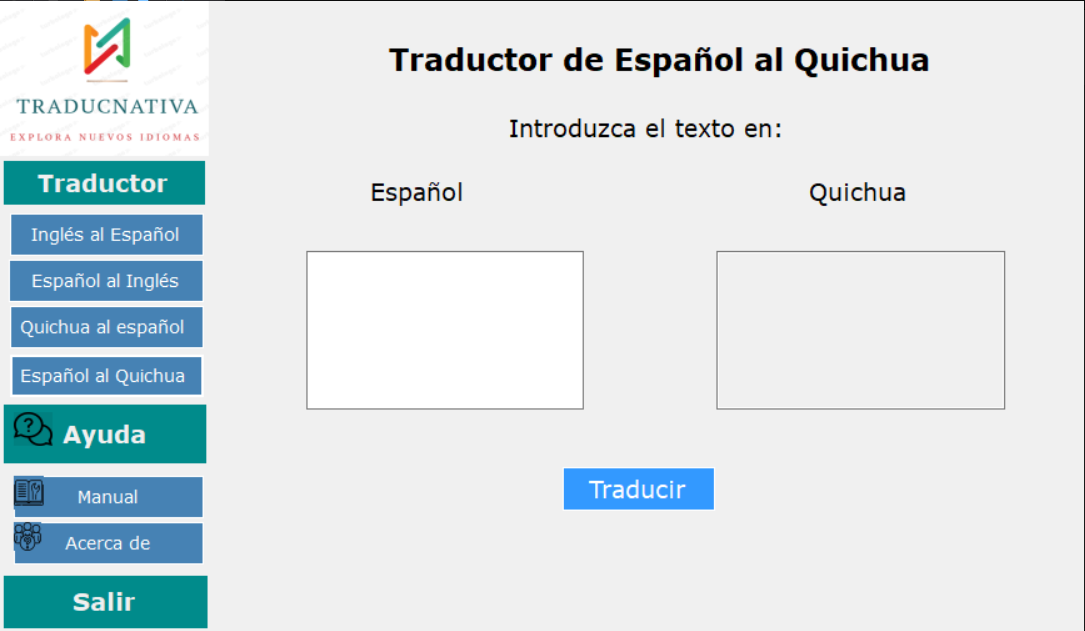 TRADUCNATIVA
EXPLORA NUEVOS IDIOMAS
Traductor
Inglés al Español
Español al Inglés
Quichua al español
Español al Quichua
Ayuda
Manual
Acerca de
Salir
Traductor de Español al Quichua
Introduzca el texto en:
Español
Quichua
Traducir